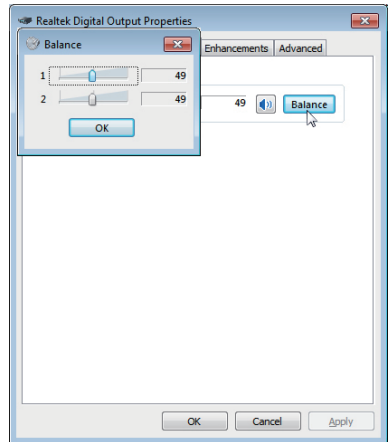 Realtek Digital Output Properties
Balance
Enhancements Advanced
1 49
2 49
OK
49 Balance
OK Cancel Apply